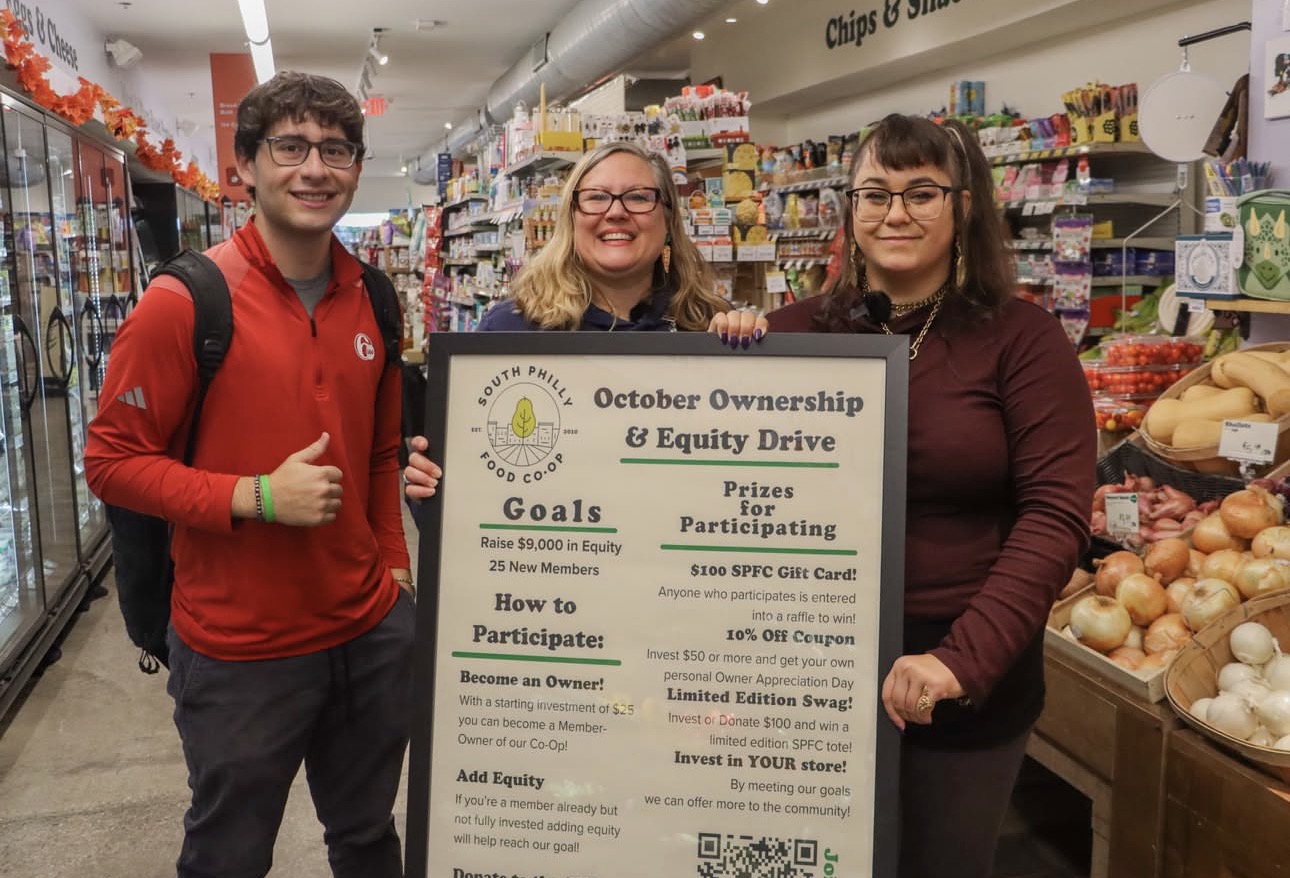 Eggs & Cheese
Chips & Sna
6
SOUTH PHILLY
EST. 2010
FOOD CO-OP
October Ownership
& Equity Drive
Goals
Raise $9,000 in Equity
25 New Members
How to
Participate:
Become an Owner!
With a starting investment of $25
you can become a Member-
Owner of our Co-Op!
Add Equity
If you're a member already but
not fully invested adding equity
will help reach our goal!
Prizes
for
Participating
$100 SPFC Gift Card!
Anyone who participates is entered
into a raffle to win!
10% Off Coupon
Invest $50 or more and get your own
personal Owner Appreciation Day
Limited Edition Swag!
Invest or Donate $100 and win a
limited edition SPFC tote!
Invest in YOUR store!
By meeting our goals
we can offer more to the community!
Shallots